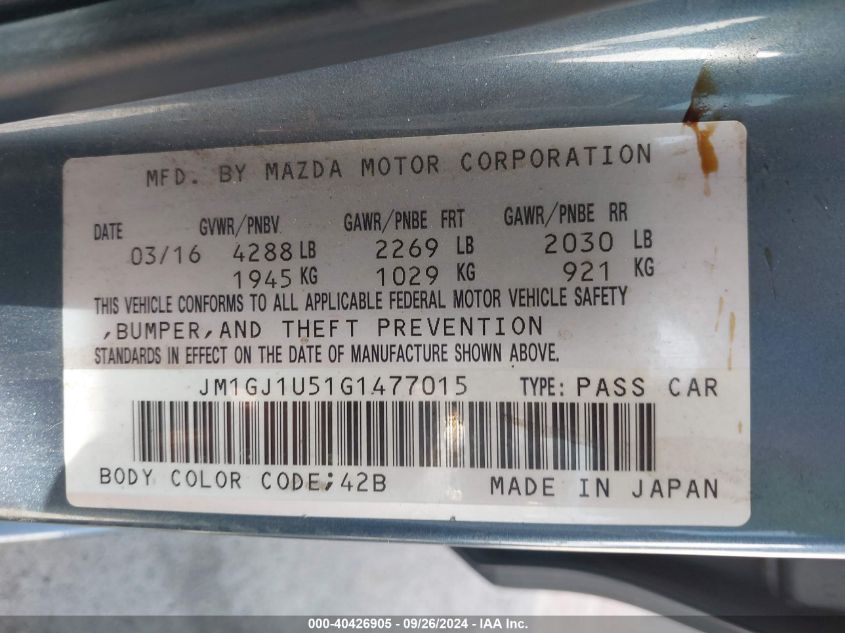 MFD. BY MAZDA MOTOR CORPORATION
DATE GVWR/PNBV GAWR/PNBE FRT GAWR/PNBE RR
03/16 4288 LB 2269 LB 2030 LB
1945 KG 1029 KG 921 KG
THIS VEHICLE CONFORMS TO ALL APPLICABLE FEDERAL MOTOR VEHICLE SAFETY
,BUMPER,AND THEFT PREVENTION
STANDARDS IN EFFECT ON THE DATE OF MANUFACTURE SHOWN ABOVE.
JM1GJ1U51G1477015 TYPE: PASS CAR
BODY COLOR CODE;42B MADE IN JAPAN
000-40426905 - 09/26/2024 - IAA Inc.